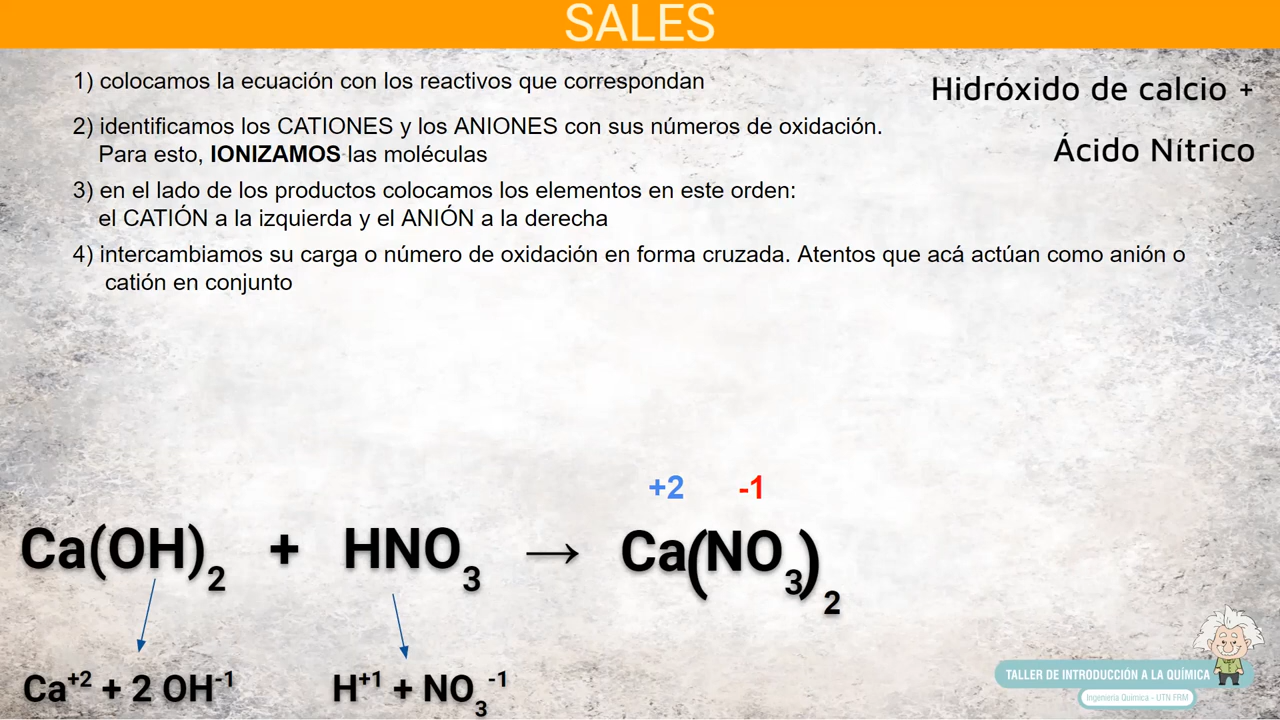 SALES
1) colocamos la ecuación con los reactivos que correspondan
Hidróxido de calcio +
Ácido Nítrico
2) identificamos los CATIONES y los ANIONES con sus números de oxidación.
Para esto, IONIZAMOS las moléculas
3) en el lado de los productos colocamos los elementos en este orden:
el CATIÓN a la izquierda y el ANIÓN a la derecha
4) intercambiamos su carga o número de oxidación en forma cruzada. Atentos que acá actúan como anión o
catión en conjunto
+2 -1
Ca(OH)₂ + HNO₃ → Ca(NO₃)₂
Ca⁺² + 2 OH⁻¹ H⁺¹ + NO₃⁻¹
TALLER DE INTRODUCCIÓN A LA QUÍMICA
Ingeniería Química - UTN FRM